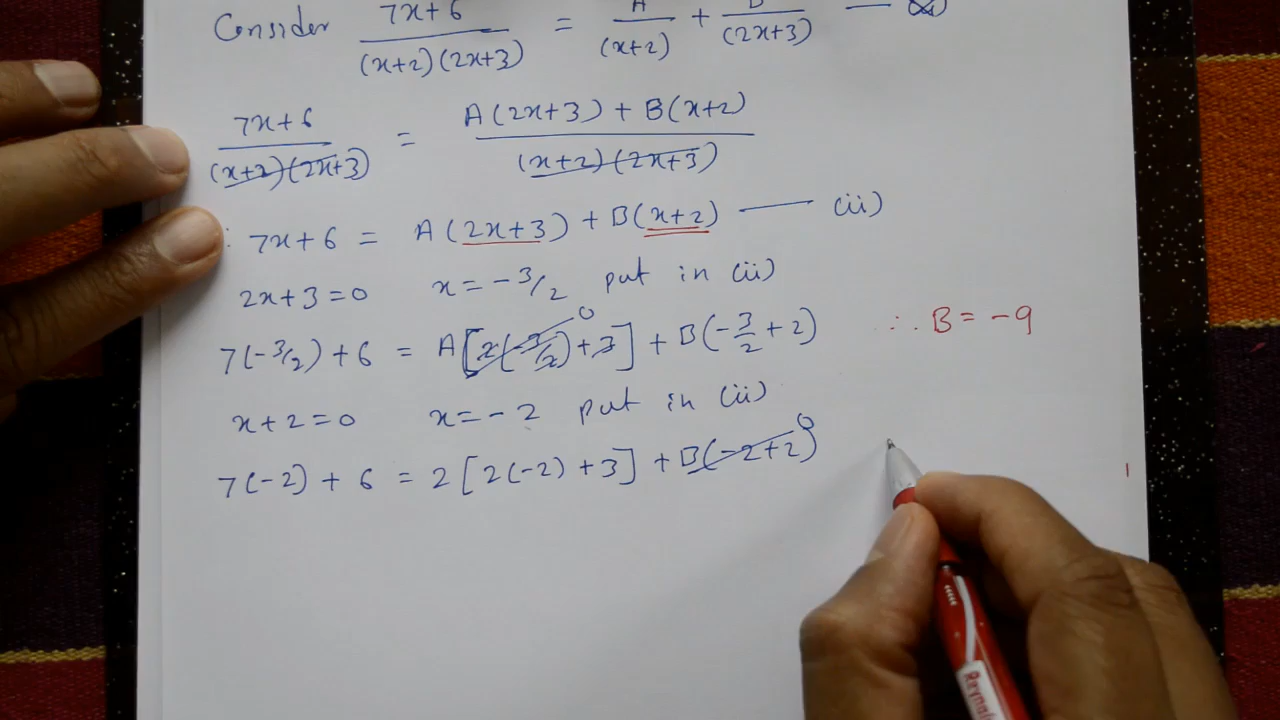 Consider 7x+6 / (x+2)(2x+3) = A / (x+2) + B / (2x+3) —
7x+6 / (x+2)(2x+3) = A(2x+3) + B(x+2) / (x+2)(2x+3)
∴ 7x+6 = A(2x+3) + B(x+2) — (ii)
2x+3=0 x=-3/2 put in (ii)
7(-3/2)+6 = A[2(-3/2)+3] 0 + B(-3/2+2) ∴ B = -9
x+2=0 x=-2 put in (ii)
7(-2)+6 = 2[2(-2)+3] + B(-2+2) 0
Reynol